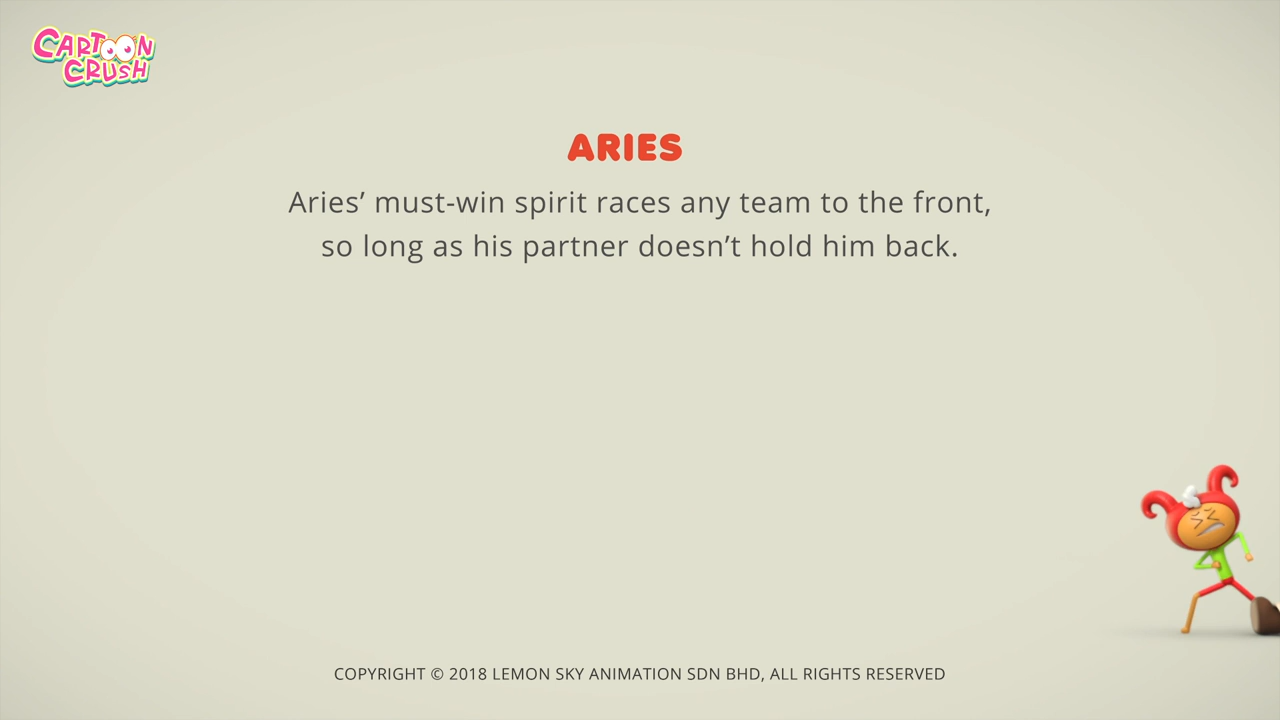 CARTOON
CRUSH
ARIES
Aries’ must-win spirit races any team to the front,
so long as his partner doesn’t hold him back.
COPYRIGHT © 2018 LEMON SKY ANIMATION SDN BHD, ALL RIGHTS RESERVED